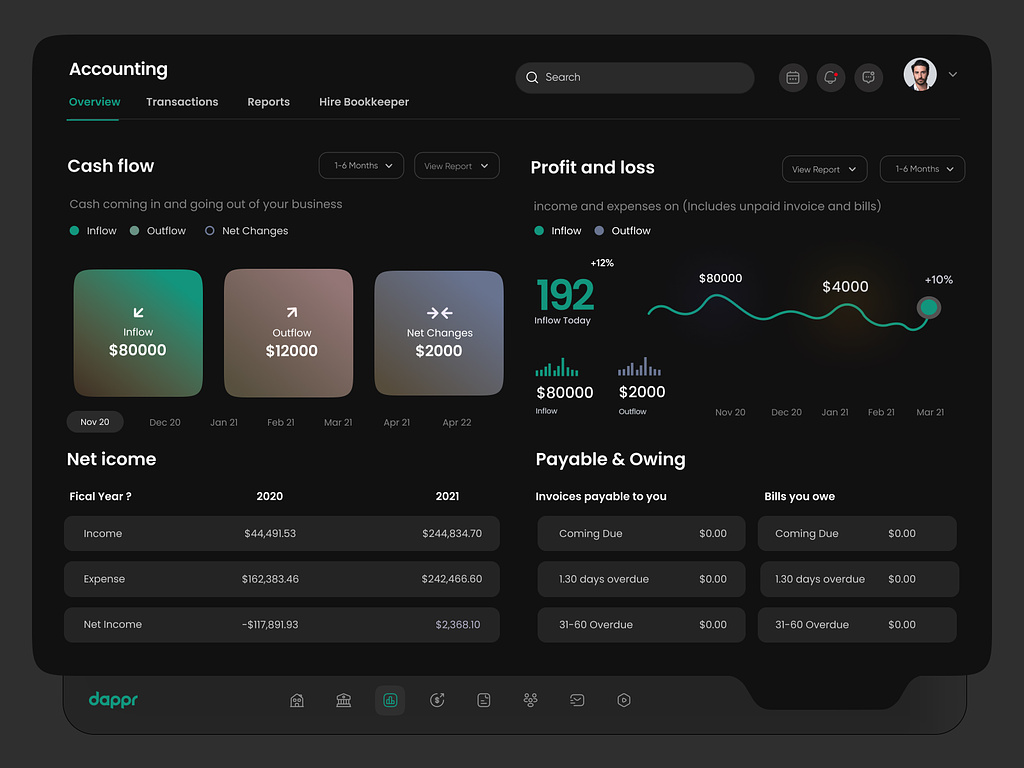 Accounting
Search
Overview Transactions Reports Hire Bookkeeper
Cash flow
1-6 Months
View Report
Cash coming in and going out of your business
Inflow Outflow Net Changes
Inflow
$80000
Outflow
$12000
Net Changes
$2000
Nov 20 Dec 20 Jan 21 Feb 21 Mar 21 Apr 21 Apr 22
Profit and loss
View Report
1-6 Months
income and expenses on (Includes unpaid invoice and bills)
Inflow Outflow
+12%
192
Inflow Today
$80000
$4000
+10%
$80000
Inflow
$2000
Outflow
Nov 20 Dec 20 Jan 21 Feb 21 Mar 21
Net icome
Fical Year ? 2020 2021
Income $44,491.53 $244,834.70
Expense $162,383.46 $242,466.60
Net Income -$117,891.93 $2,368.10
Payable & Owing
Invoices payable to you Bills you owe
Coming Due $0.00 Coming Due $0.00
1.30 days overdue $0.00 1.30 days overdue $0.00
31-60 Overdue $0.00 31-60 Overdue $0.00
dappr